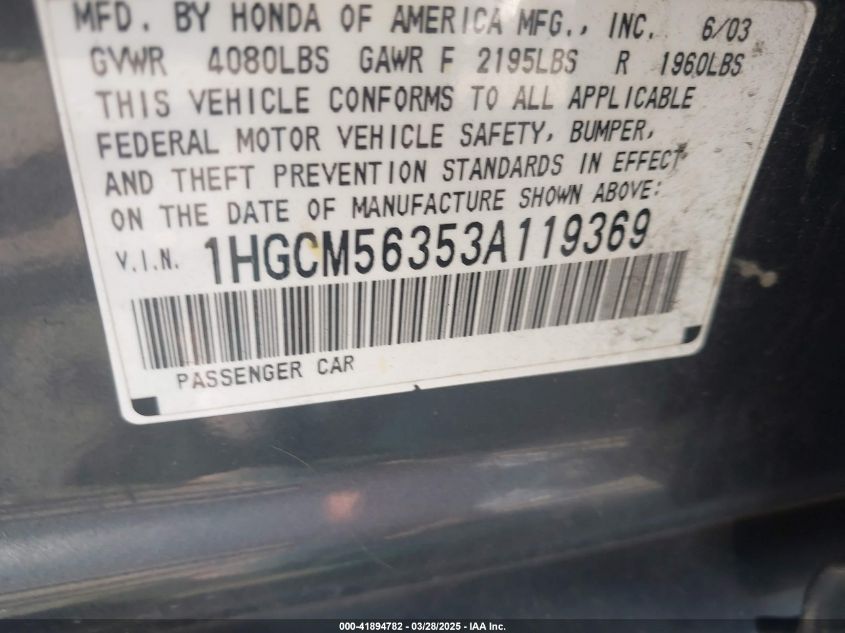 MFD. BY HONDA OF AMERICA MFG., INC. 6/03
GVWR 4080LBS GAWR F 2195LBS R 1960LBS
THIS VEHICLE CONFORMS TO ALL APPLICABLE
FEDERAL MOTOR VEHICLE SAFETY, BUMPER,
AND THEFT PREVENTION STANDARDS IN EFFECT
ON THE DATE OF MANUFACTURE SHOWN ABOVE:
V.I.N. 1HGCM56353A119369
PASSENGER CAR
000-41894782 — 03/28/2025 — IAA Inc.